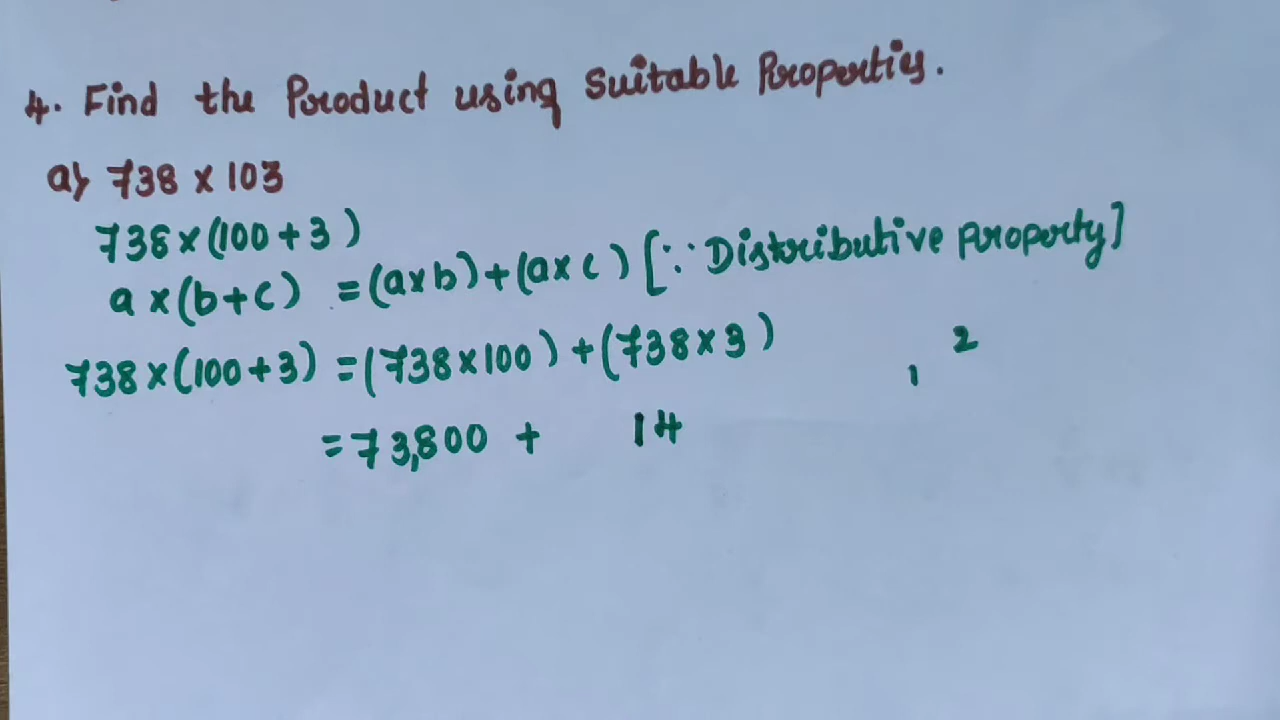 4. Find the Product using Suitable Properties.
a) 738 × 103
738 × (100 + 3)
a × (b + c) = (a × b) + (a × c) [∵ Distributive property]
738 × (100 + 3) = (738 × 100) + (738 × 3)
1 2
= 73,800 + 14